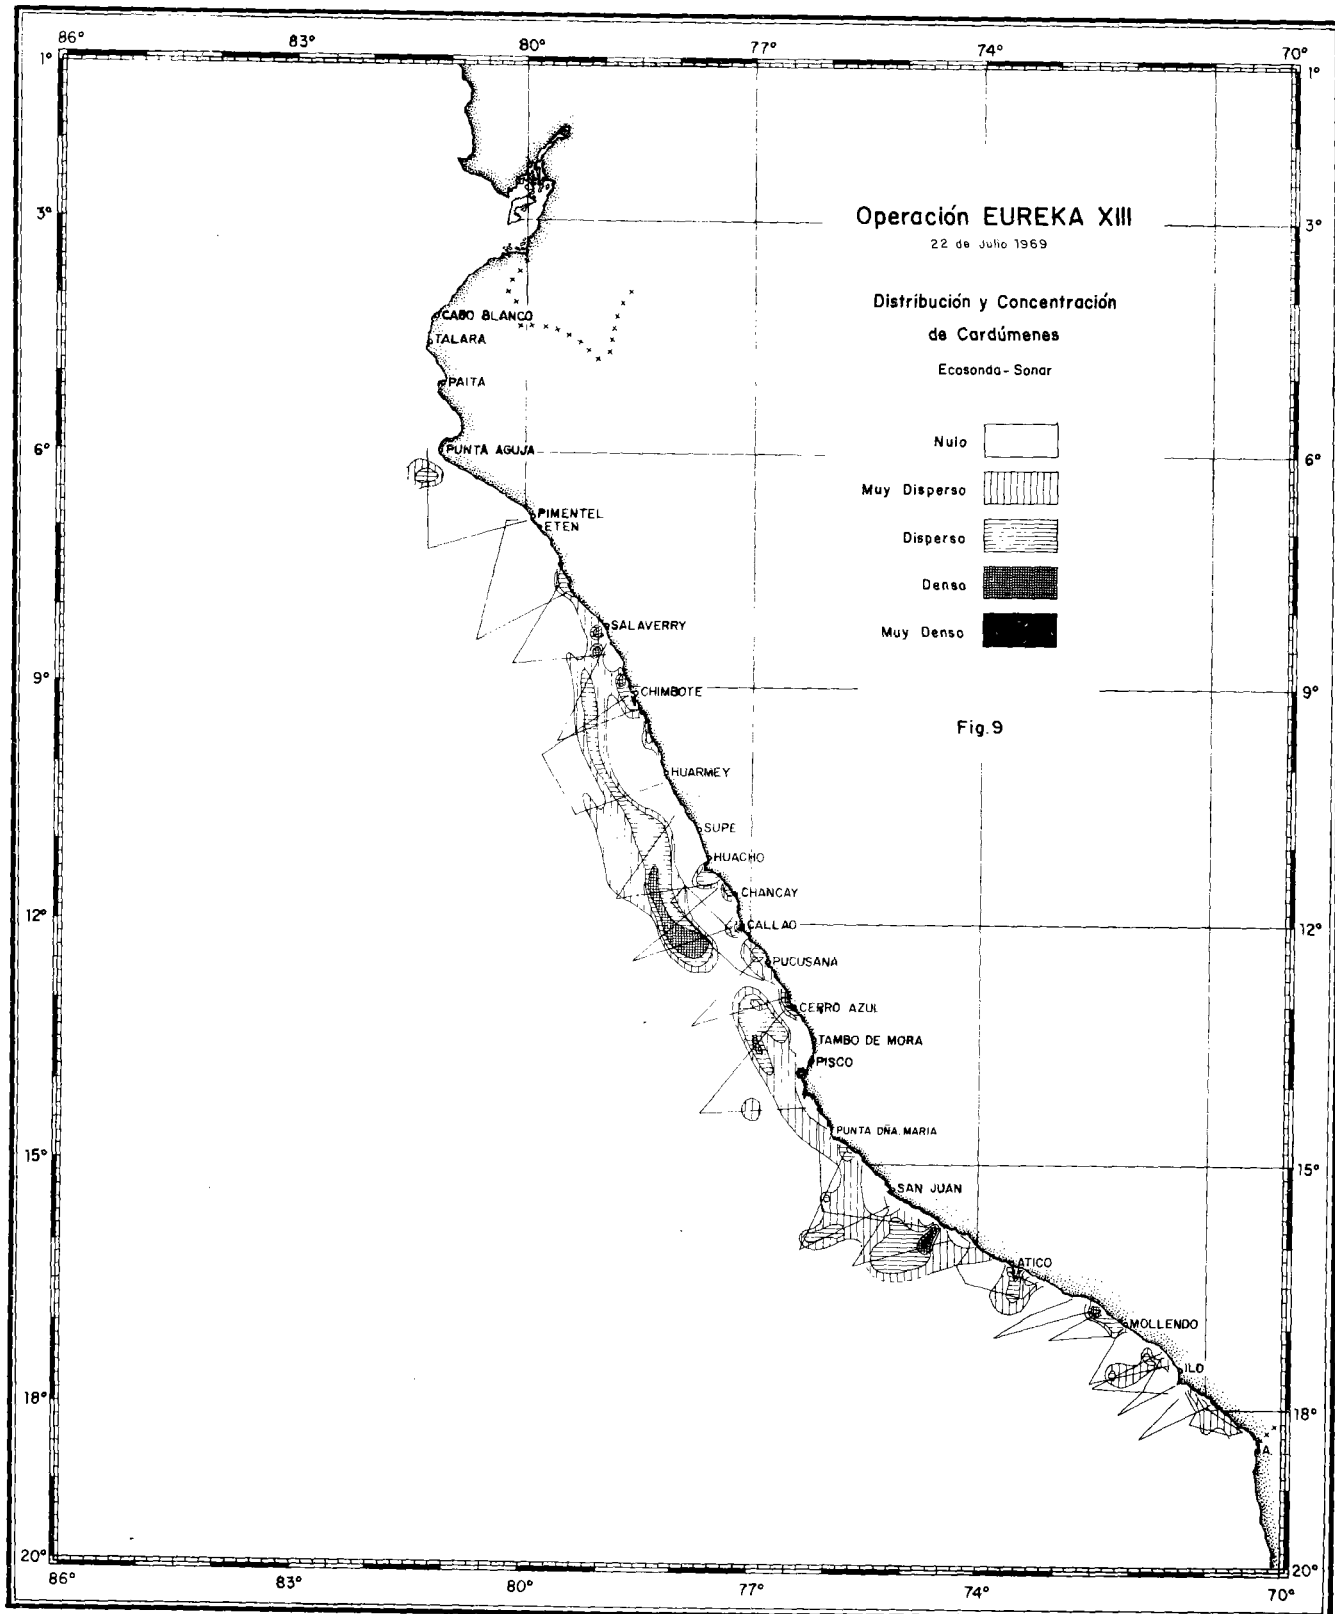 86° 83° 80° 77° 74° 70°
1° 1°
3° 3°
Operación EUREKA XIII
22 de Julio 1969
Distribución y Concentración
de Cardúmenes
Ecosonda - Sonar
CABO BLANCO
TALARA
PAITA
PUNTA AGUJA
6° 6°
Nulo
Muy Disperso
Disperso
Denso
Muy Denso
PIMENTEL
ETEN
SALAVERRY
9° 9°
CHIMBOTE
Fig. 9
HUARMEY
SUPE
HUACHO
CHANCAY
12° 12°
CALLAO
PUCUSANA
CERRO AZUL
TAMBO DE MORA
PISCO
PUNTA DÑA. MARIA
15° 15°
SAN JUAN
ATICO
MOLLENDO
ILO
18° 18°
A.
20° 20°
86° 83° 80° 77° 74° 70°